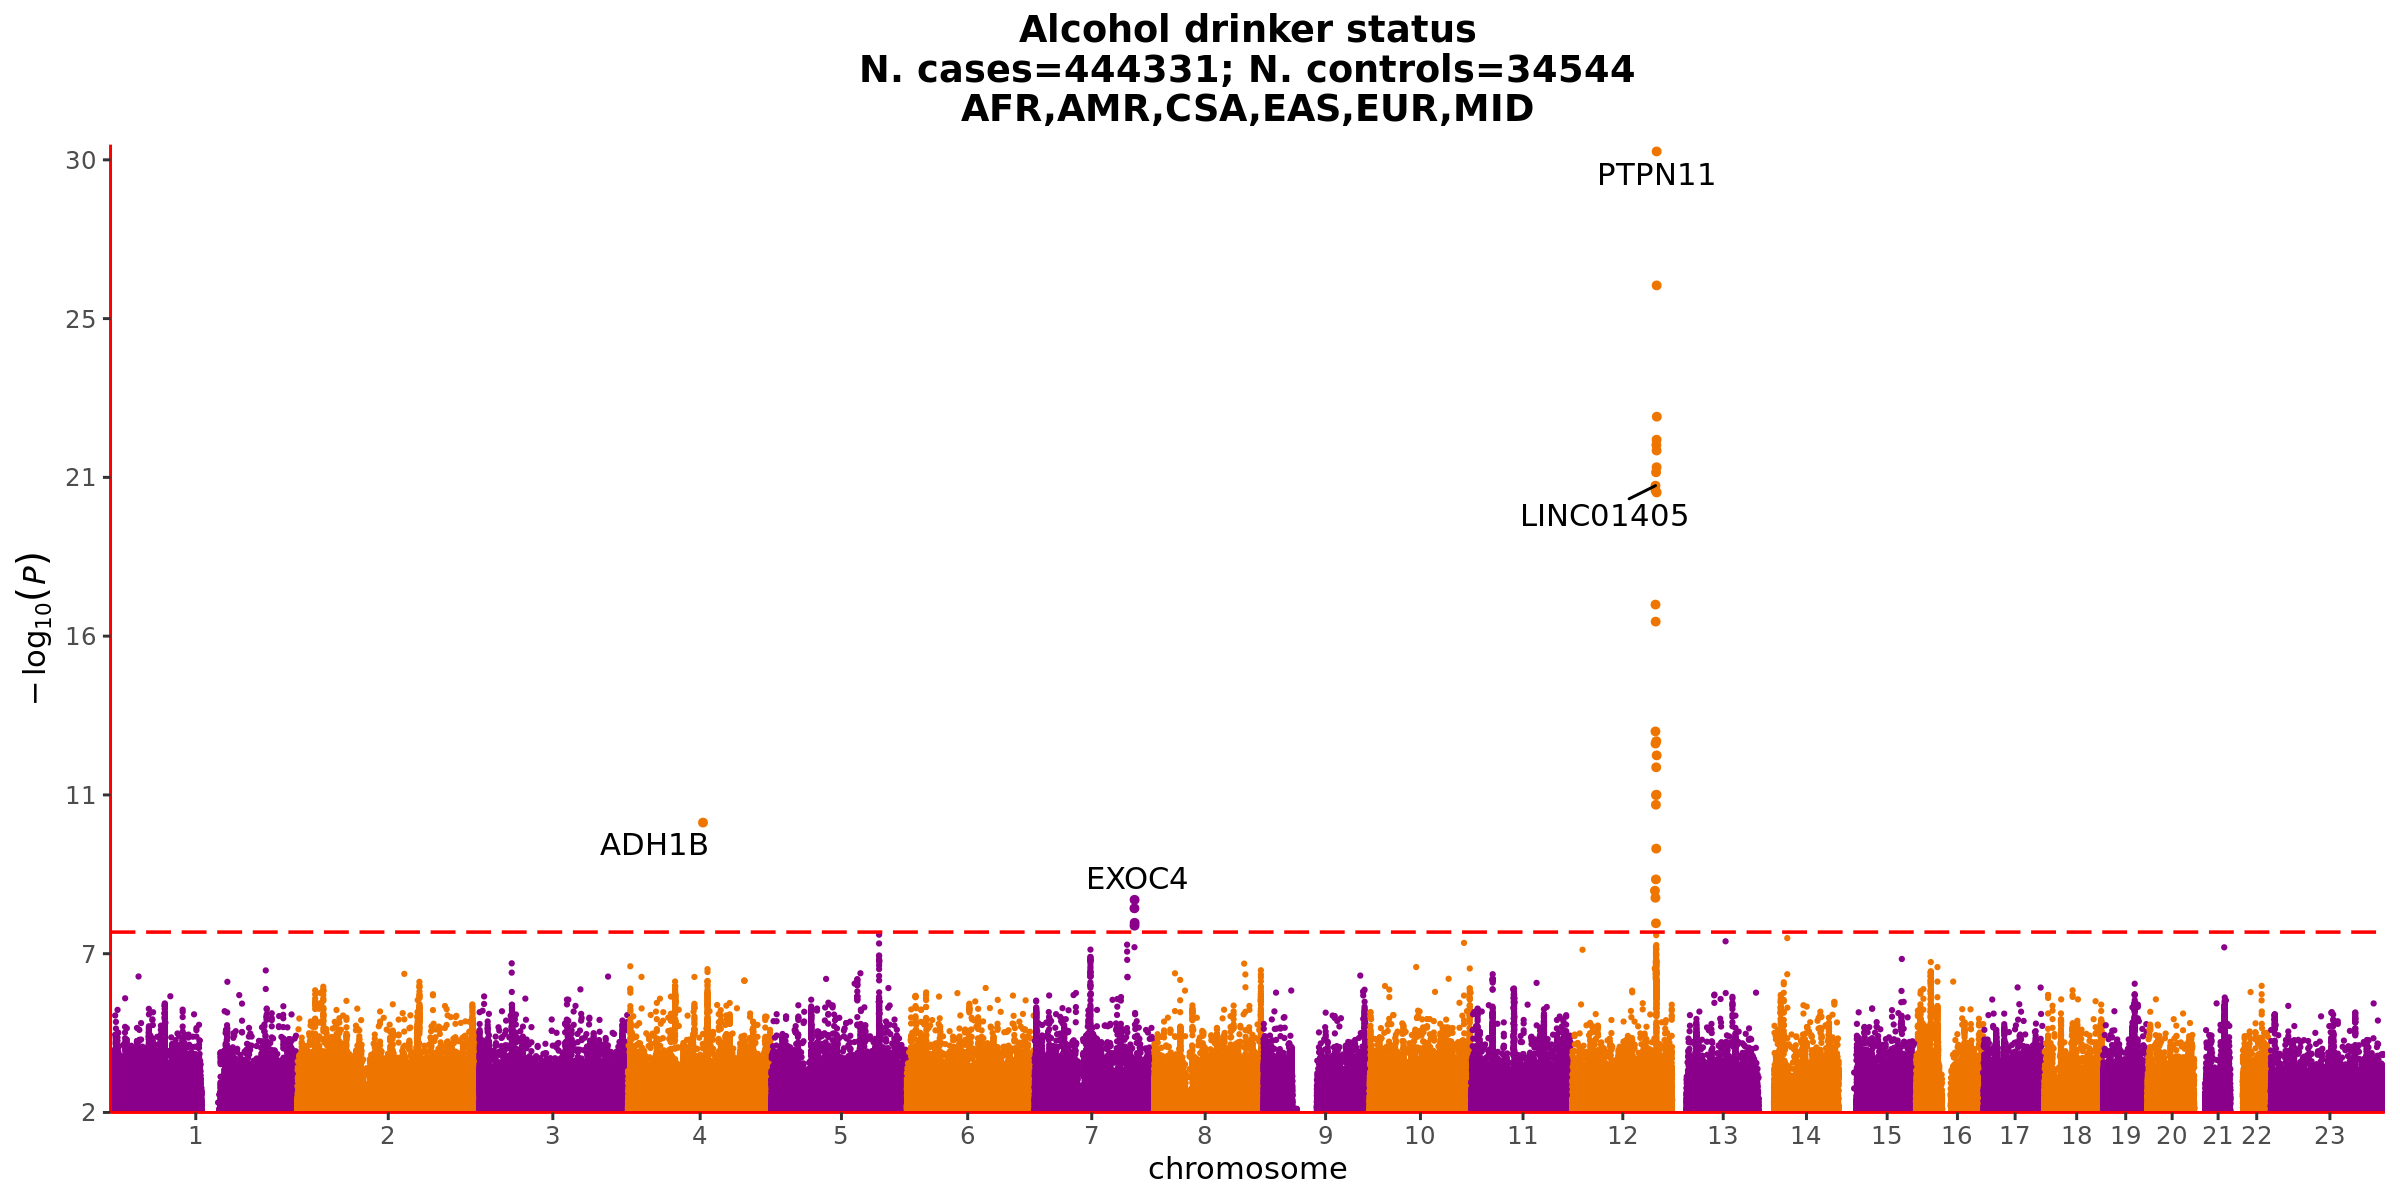 Alcohol drinker status
N. cases=444331; N. controls=34544
AFR,AMR,CSA,EAS,EUR,MID
30
PTPN11
25
21
LINC01405
−log10(P)
16
11
ADH1B
EXOC4
7
2
1 2 3 4 5 6 7 8 9 10 11 12 13 14 15 16 17 18 19 20 21 22 23
chromosome